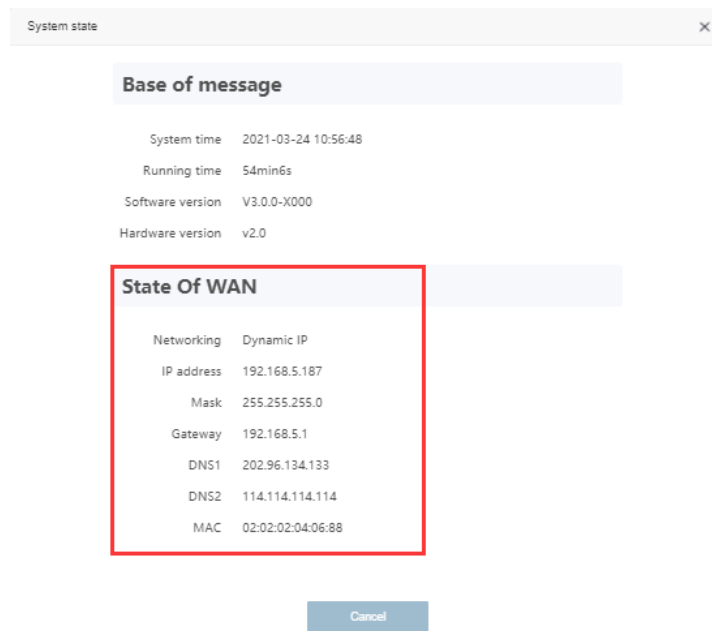 System state
Base of message
System time 2021-03-24 10:56:48
Running time 54min6s
Software version V3.0.0-X000
Hardware version v2.0
State Of WAN
Networking Dynamic IP
IP address 192.168.5.187
Mask 255.255.255.0
Gateway 192.168.5.1
DNS1 202.96.134.133
DNS2 114.114.114.114
MAC 02:02:02:04:06:88
Cancel